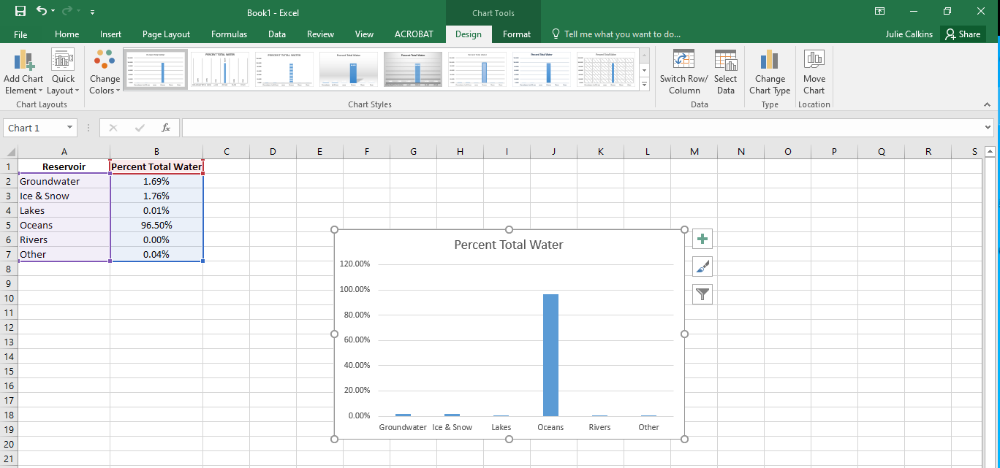 Book1 - Excel
Chart Tools
File Home Insert Page Layout Formulas Data Review View ACROBAT Design Format Tell me what you want to do... Julie Calkins Share
Add Chart Element
Quick Layout
Change Colors
Switch Row/ Column
Select Data
Change Chart Type
Move Chart
Chart Layouts Chart Styles Data Type Location
Chart 1 fx
A B C D E F G H I J K L M N O P Q R S
1 Reservoir Percent Total Water
2 Groundwater 1.69%
3 Ice & Snow 1.76%
4 Lakes 0.01%
5 Oceans 96.50%
6 Rivers 0.00%
7 Other 0.04%
8
9
10
11
12
13
14
15
16
17
18
19
20
21
Percent Total Water
120.00%
100.00%
80.00%
60.00%
40.00%
20.00%
0.00%
Groundwater Ice & Snow Lakes Oceans Rivers Other